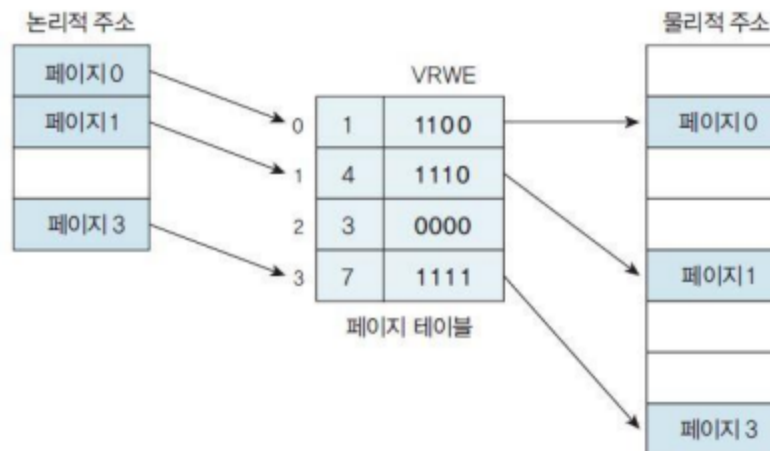 논리적 주소
페이지 0
페이지 1
페이지 3
VRWE
0 1 1100
1 4 1110
2 3 0000
3 7 1111
페이지 테이블
물리적 주소
페이지 0
페이지 1
페이지 3